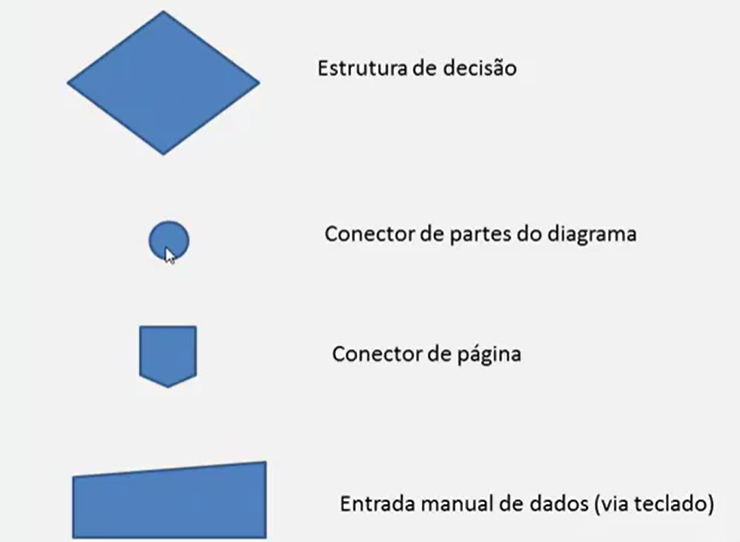 Estrutura de decisão
Conector de partes do diagrama
Conector de página
Entrada manual de dados (via teclado)